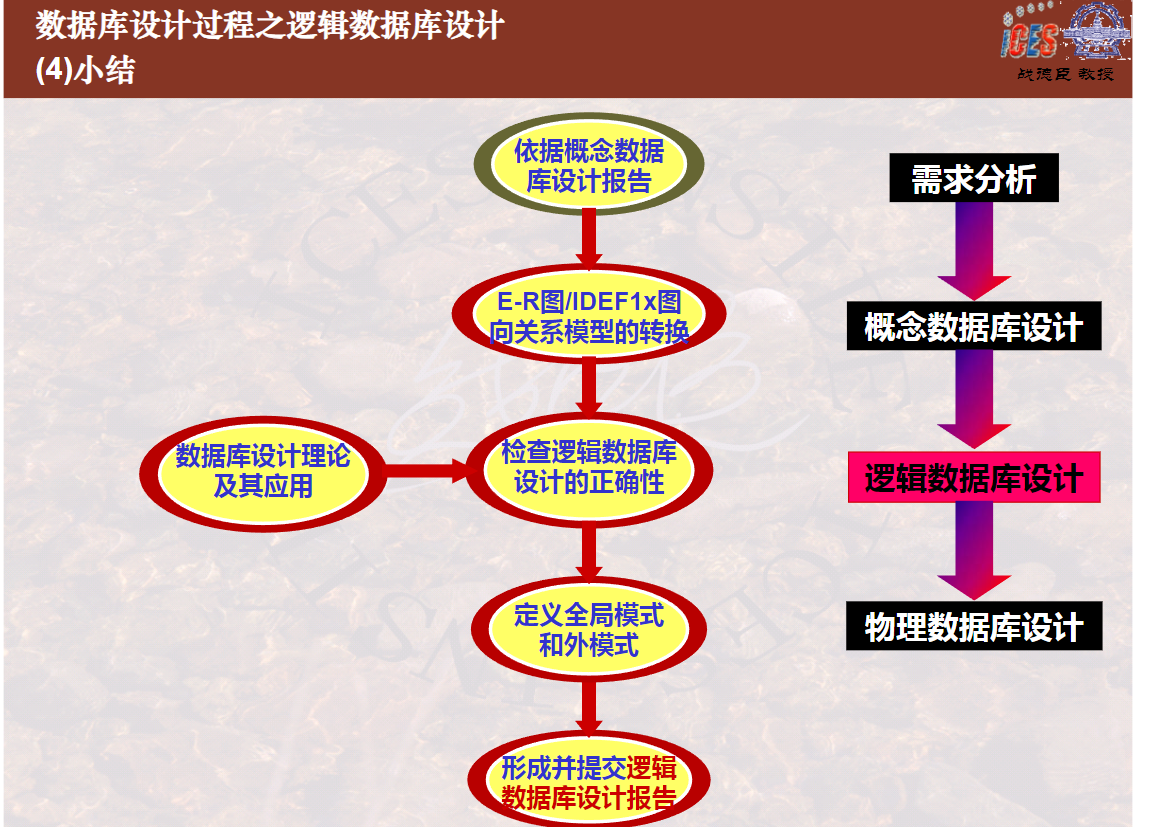 数据库设计过程之逻辑数据库设计
(4)小结
iCES
战德臣 教授
依据概念数据
库设计报告
E-R图/IDEF1x图
向关系模型的转换
数据库设计理论
及其应用
检查逻辑数据库
设计的正确性
定义全局模式
和外模式
形成并提交逻辑
数据库设计报告
需求分析
概念数据库设计
逻辑数据库设计
物理数据库设计